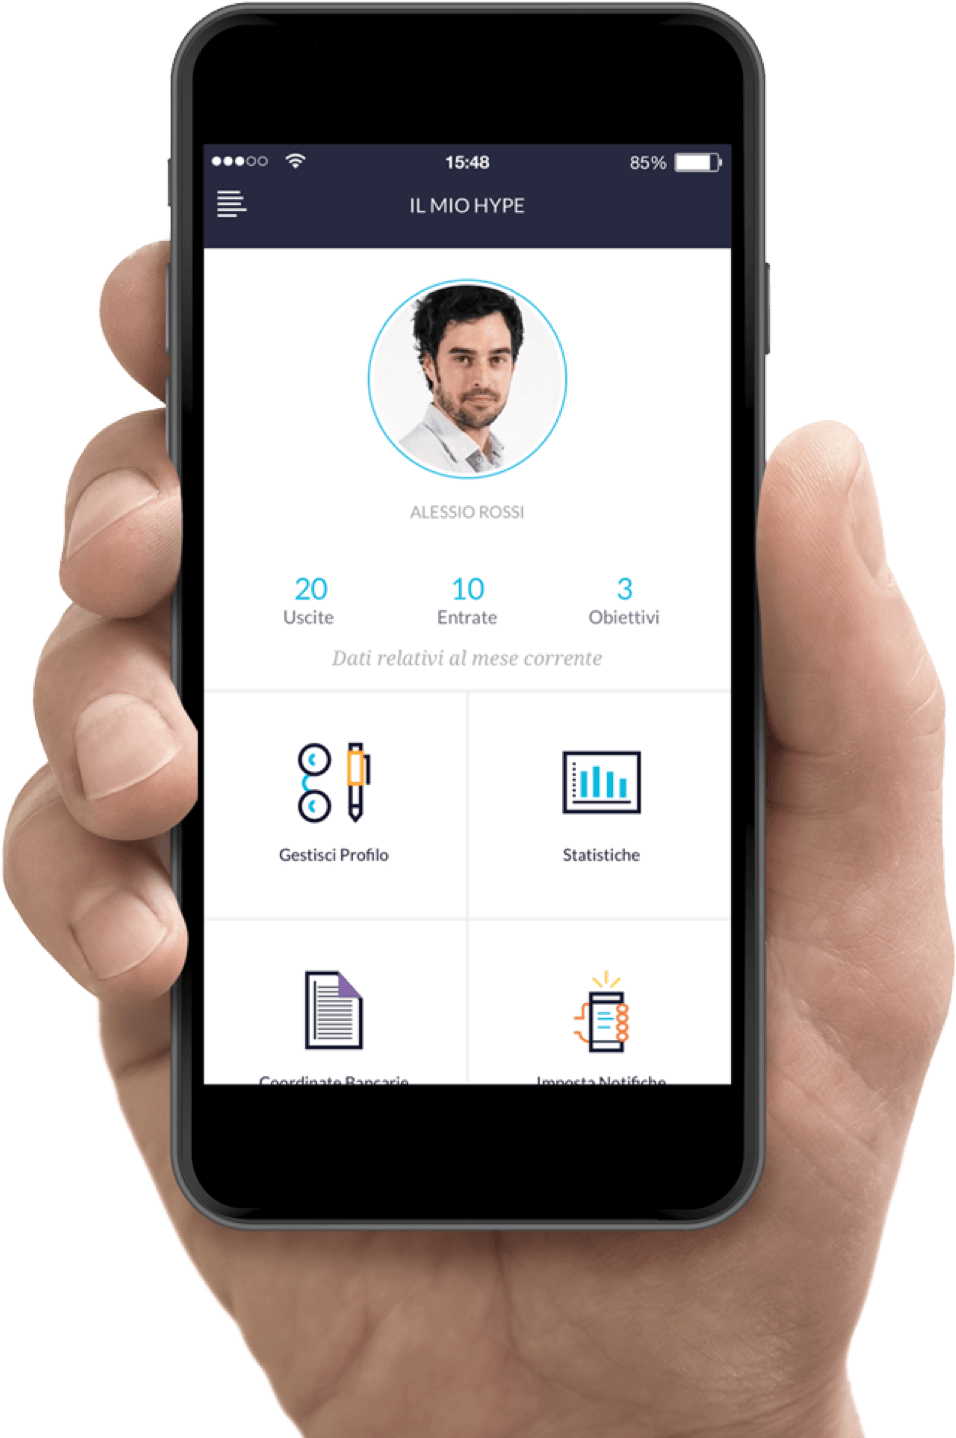 15:48
85%
IL MIO HYPE
ALESSIO ROSSI
20 10 3
Uscite Entrate Obiettivi
Dati relativi al mese corrente
Gestisci Profilo Statistiche
Coordinate Bancarie Imposta Notifiche